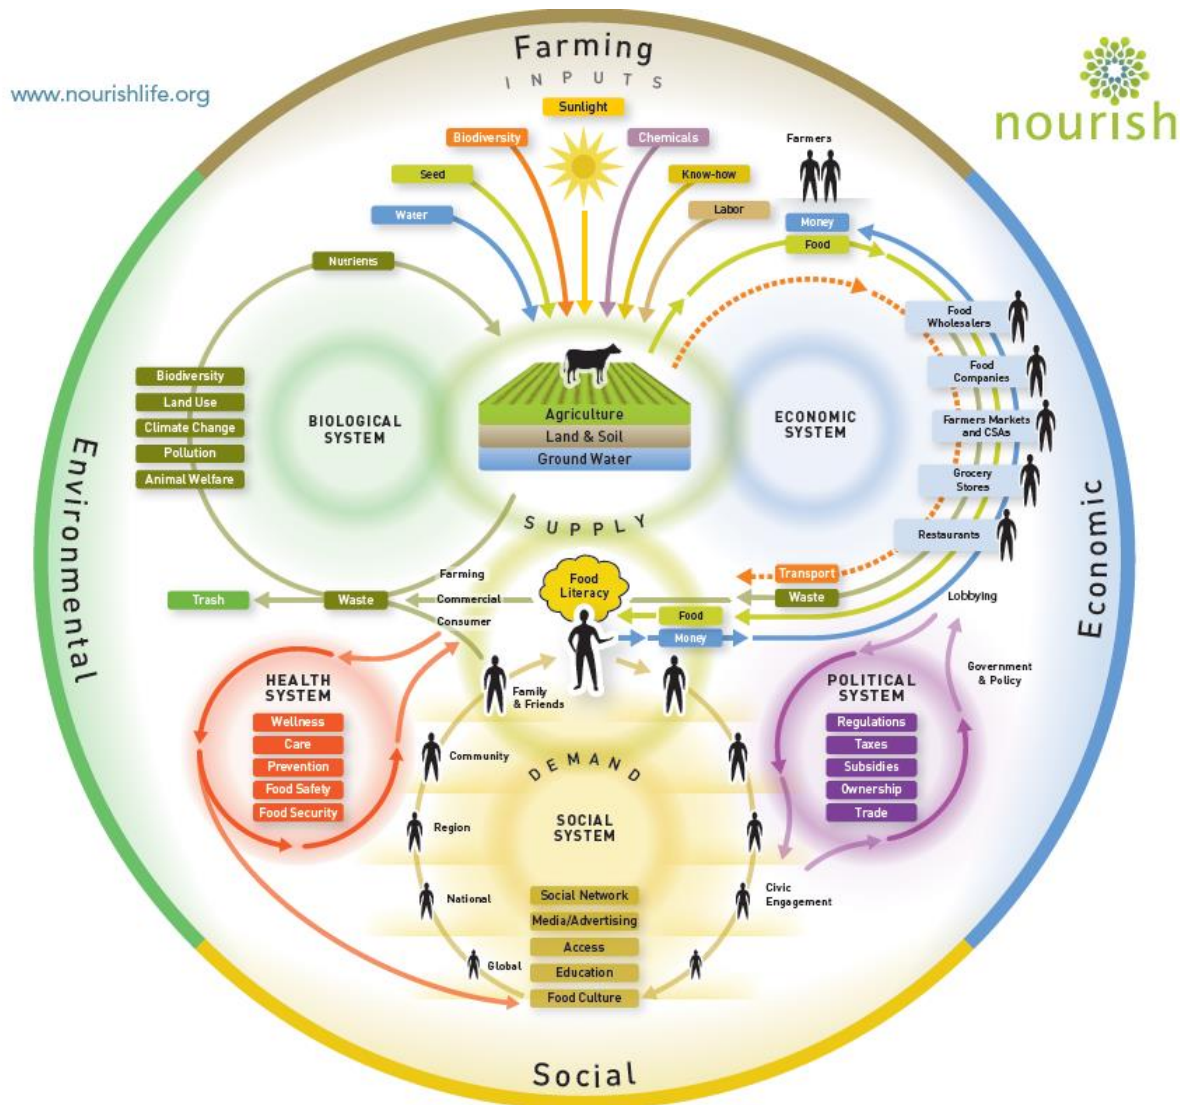 Farming
INPUTS
www.nourishlife.org
nourish
Sunlight
Biodiversity
Chemicals
Farmers
Seed
Know-how
Water
Labor
Money
Food
Nutrients
Food
Wholesalers
Food
Companies
Farmers Markets
and CSAs
Grocery
Stores
Restaurants
Biodiversity
Land Use
Climate Change
Pollution
Animal Welfare
BIOLOGICAL
SYSTEM
Agriculture
Land & Soil
Ground Water
ECONOMIC
SYSTEM
Environmental
Economic
SUPPLY
Farming
Commercial
Consumer
Food
Literacy
Transport
Waste
Food
Money
Lobbying
Trash
Waste
Government
& Policy
HEALTH
SYSTEM
Wellness
Care
Prevention
Food Safety
Food Security
Family
& Friends
Community
Region
National
Global
POLITICAL
SYSTEM
Regulations
Taxes
Subsidies
Ownership
Trade
DEMAND
SOCIAL
SYSTEM
Social Network
Media/Advertising
Access
Education
Food Culture
Civic
Engagement
Social